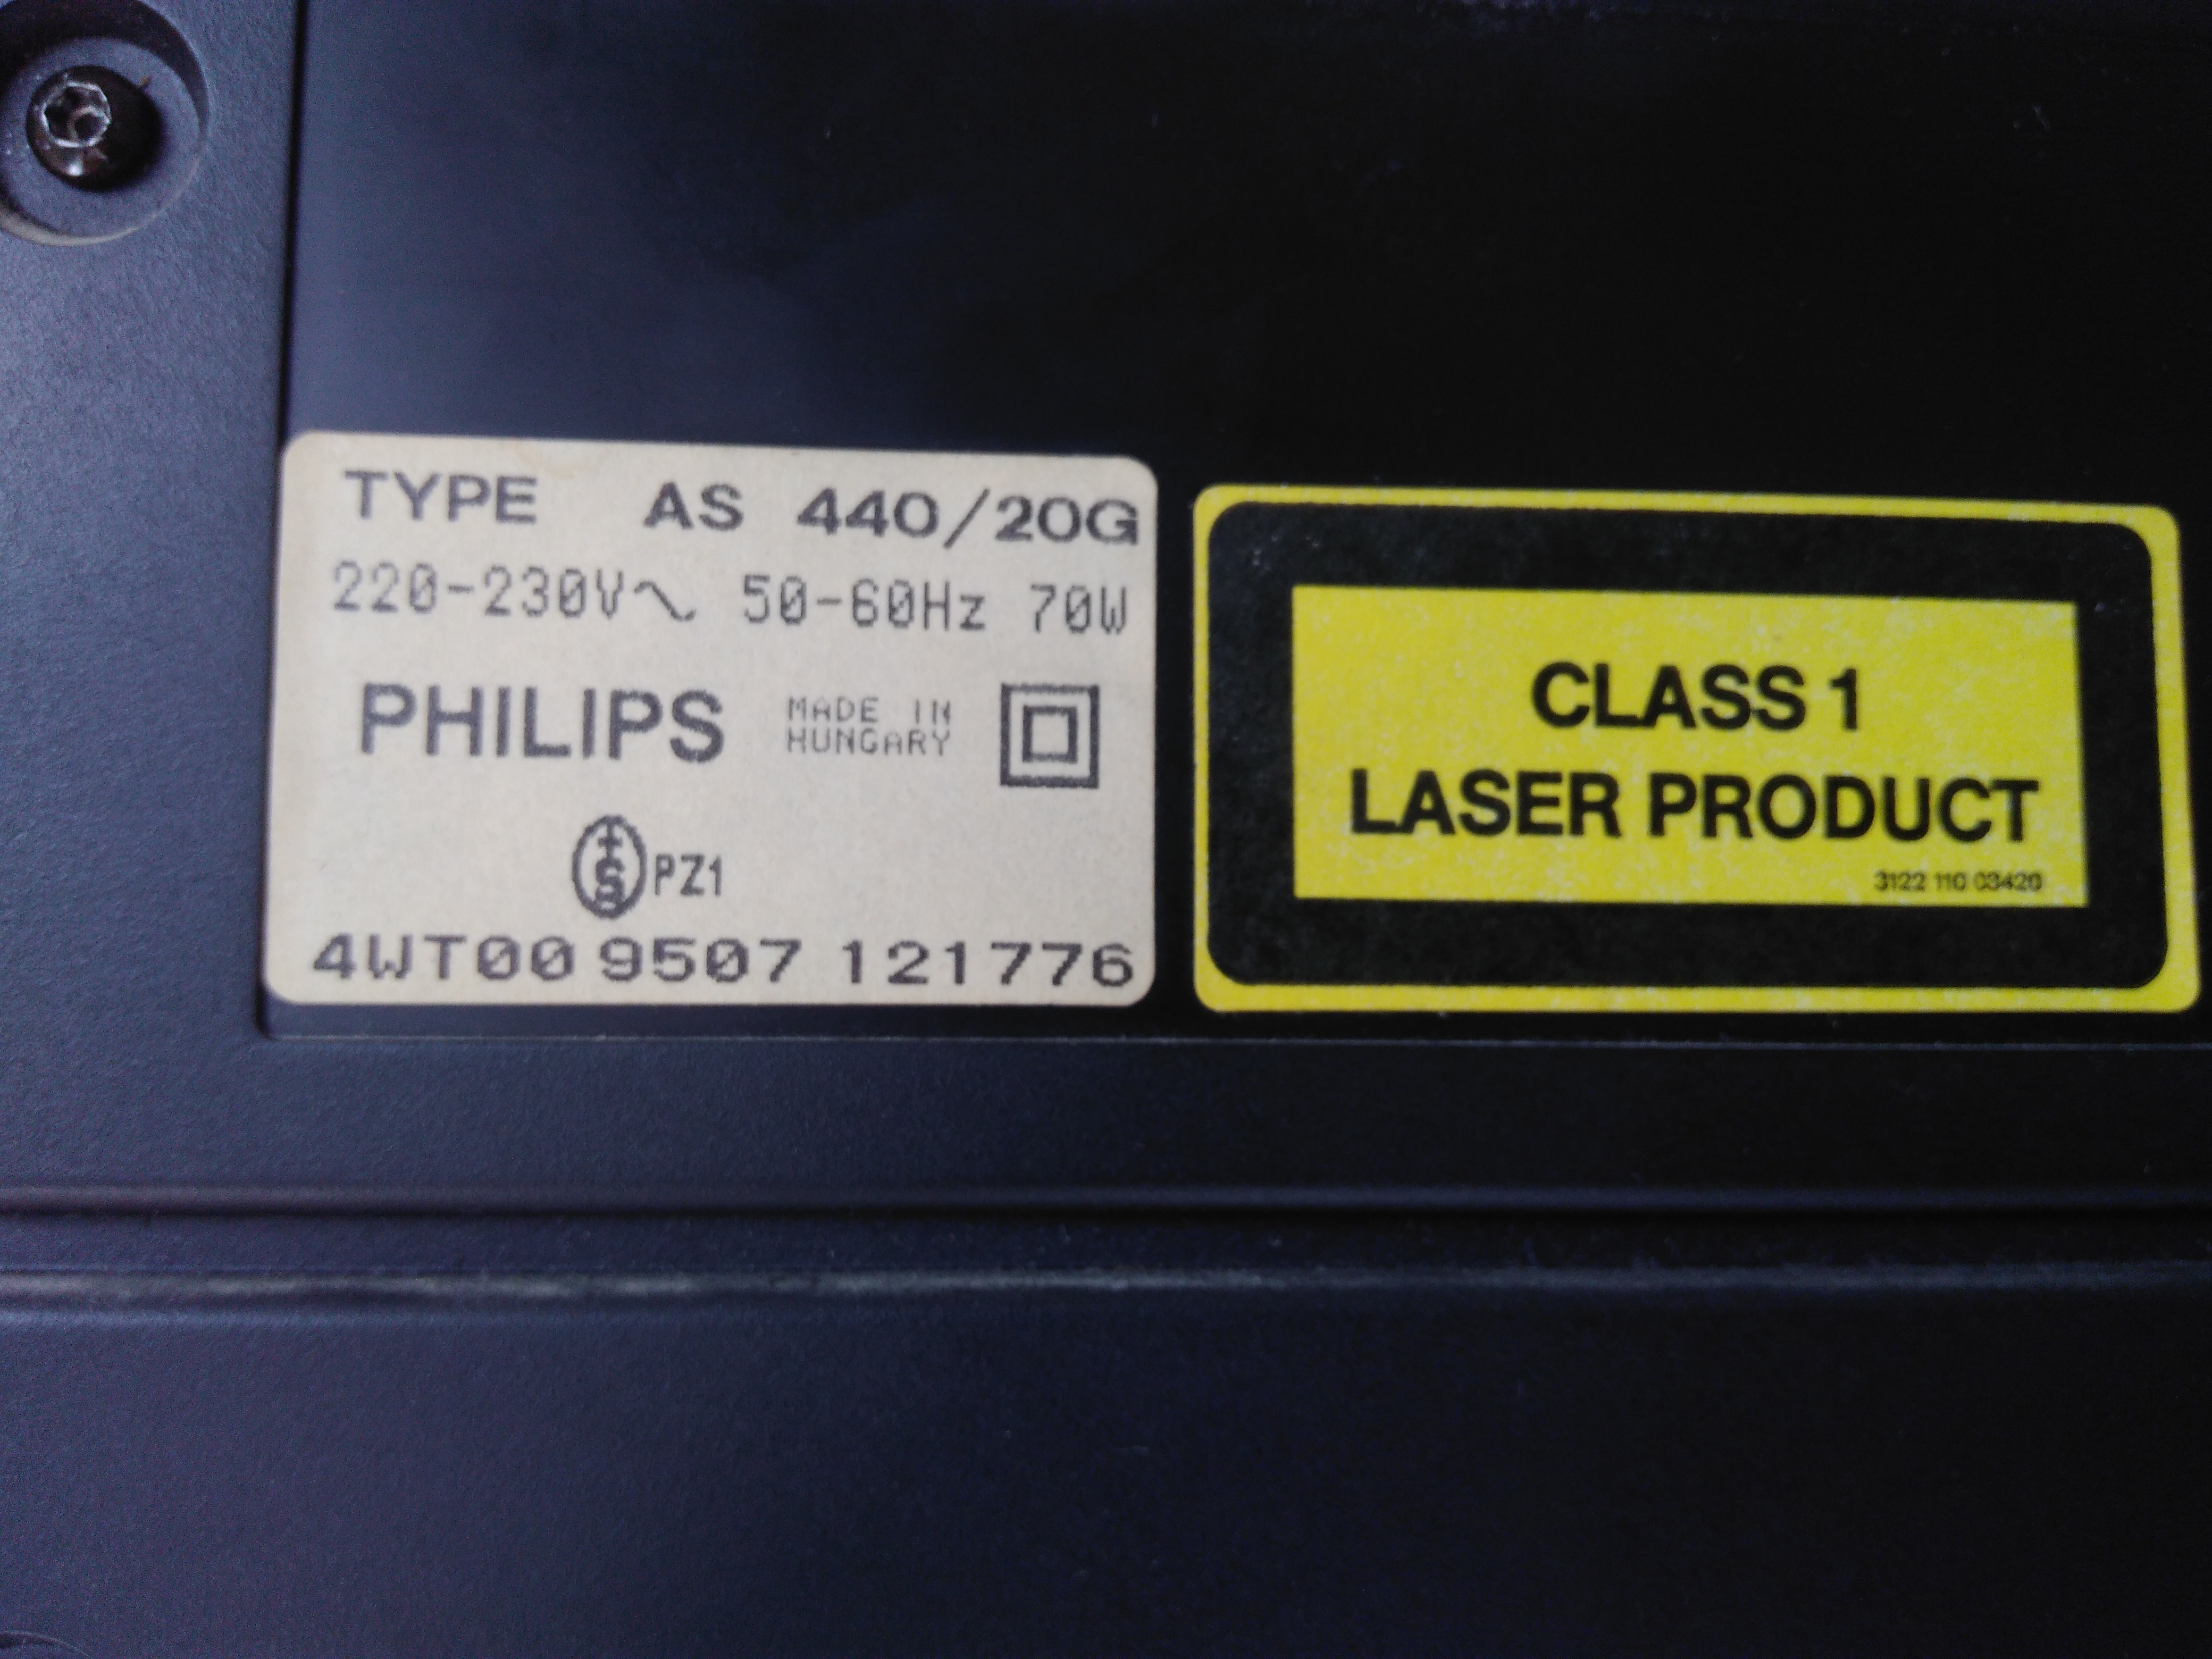 TYPE AS 440/20G
220-230V~ 50-60Hz 70W
PHILIPS
MADE IN
HUNGARY
S PZ1
4WT00 9507 121776
CLASS 1
LASER PRODUCT
3122 110 03420